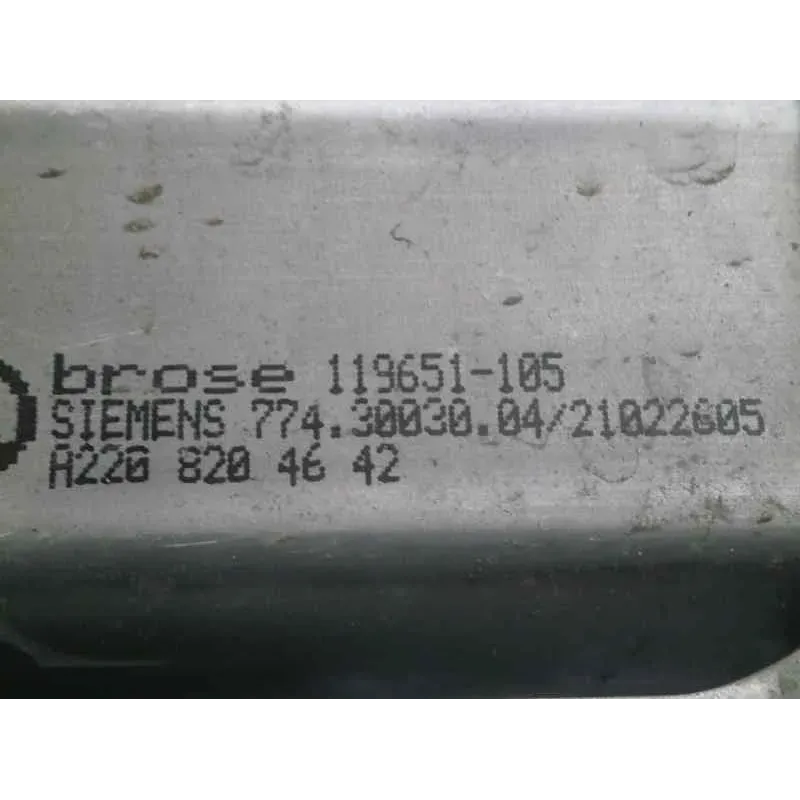 brose 119651-105
SIEMENS 774.30030.04/21022605
A220 820 46 42